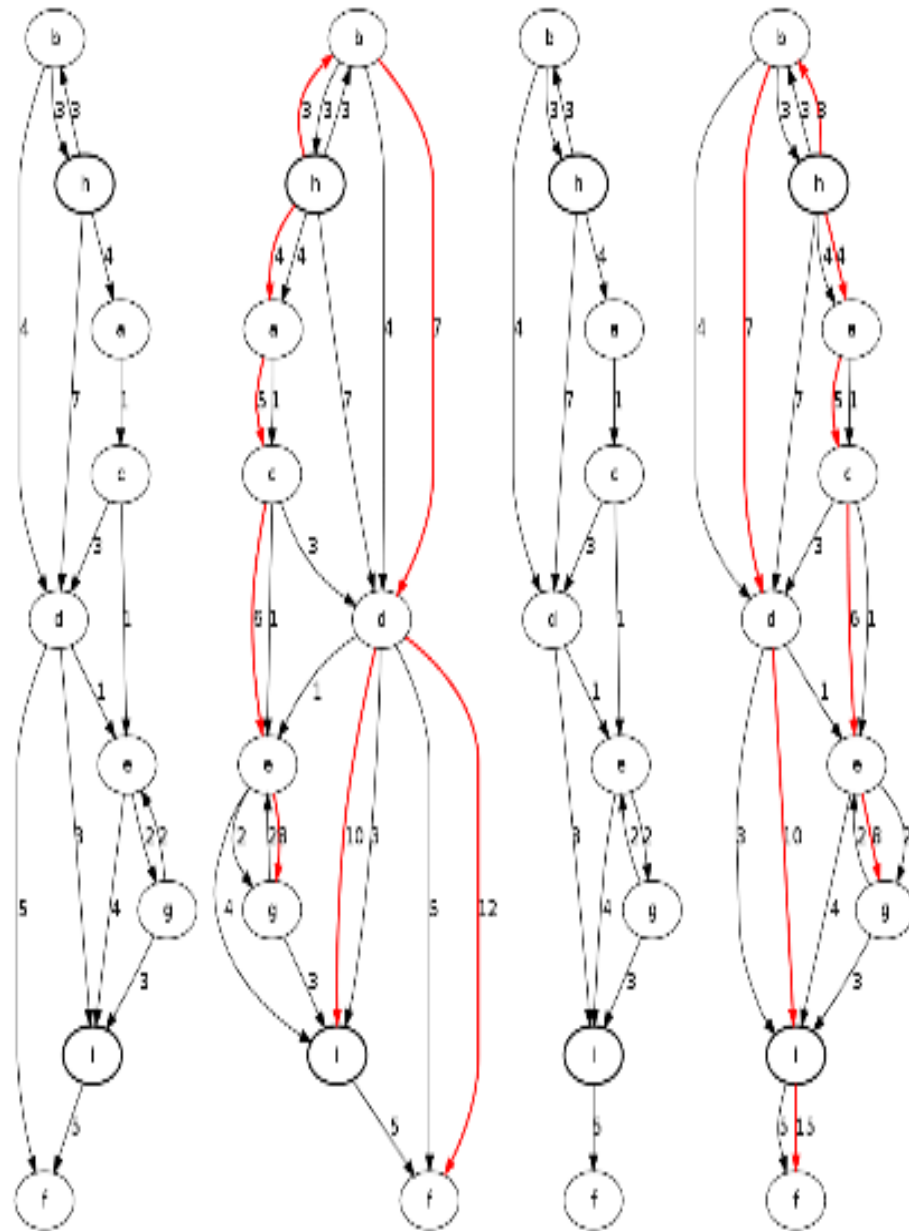 b b b b
3 3 3 3 3 3 3 3 3 3
h h h h
4 4 4 4 4 4
a a a a
4 7 7 4 7 4 7 4 7 7
1 5 1 1 5 1
c c c c
3 3 3 3
d d d d
1 6 1 1 6 1
1 1 1 1
e e e e
3 2 2 2 2 8 10 3 3 2 2 3 10 2 8 2
5 4 g 4 g 5 12 4 g 4 g
3 3 3 3
i i i i
5 5 5 5 15
f f f f